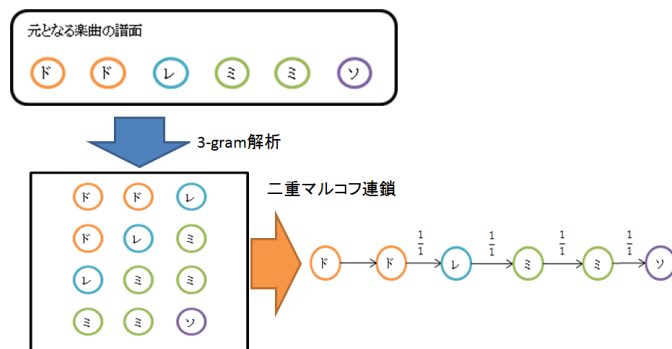 元となる楽曲の譜面
ド ド レ ミ ミ ソ
3-gram解析
ド ド レ
ド レ ミ
レ ミ ミ
ミ ミ ソ
二重マルコフ連鎖
1/1 1/1 1/1 1/1
ド ド レ ミ ミ ソ